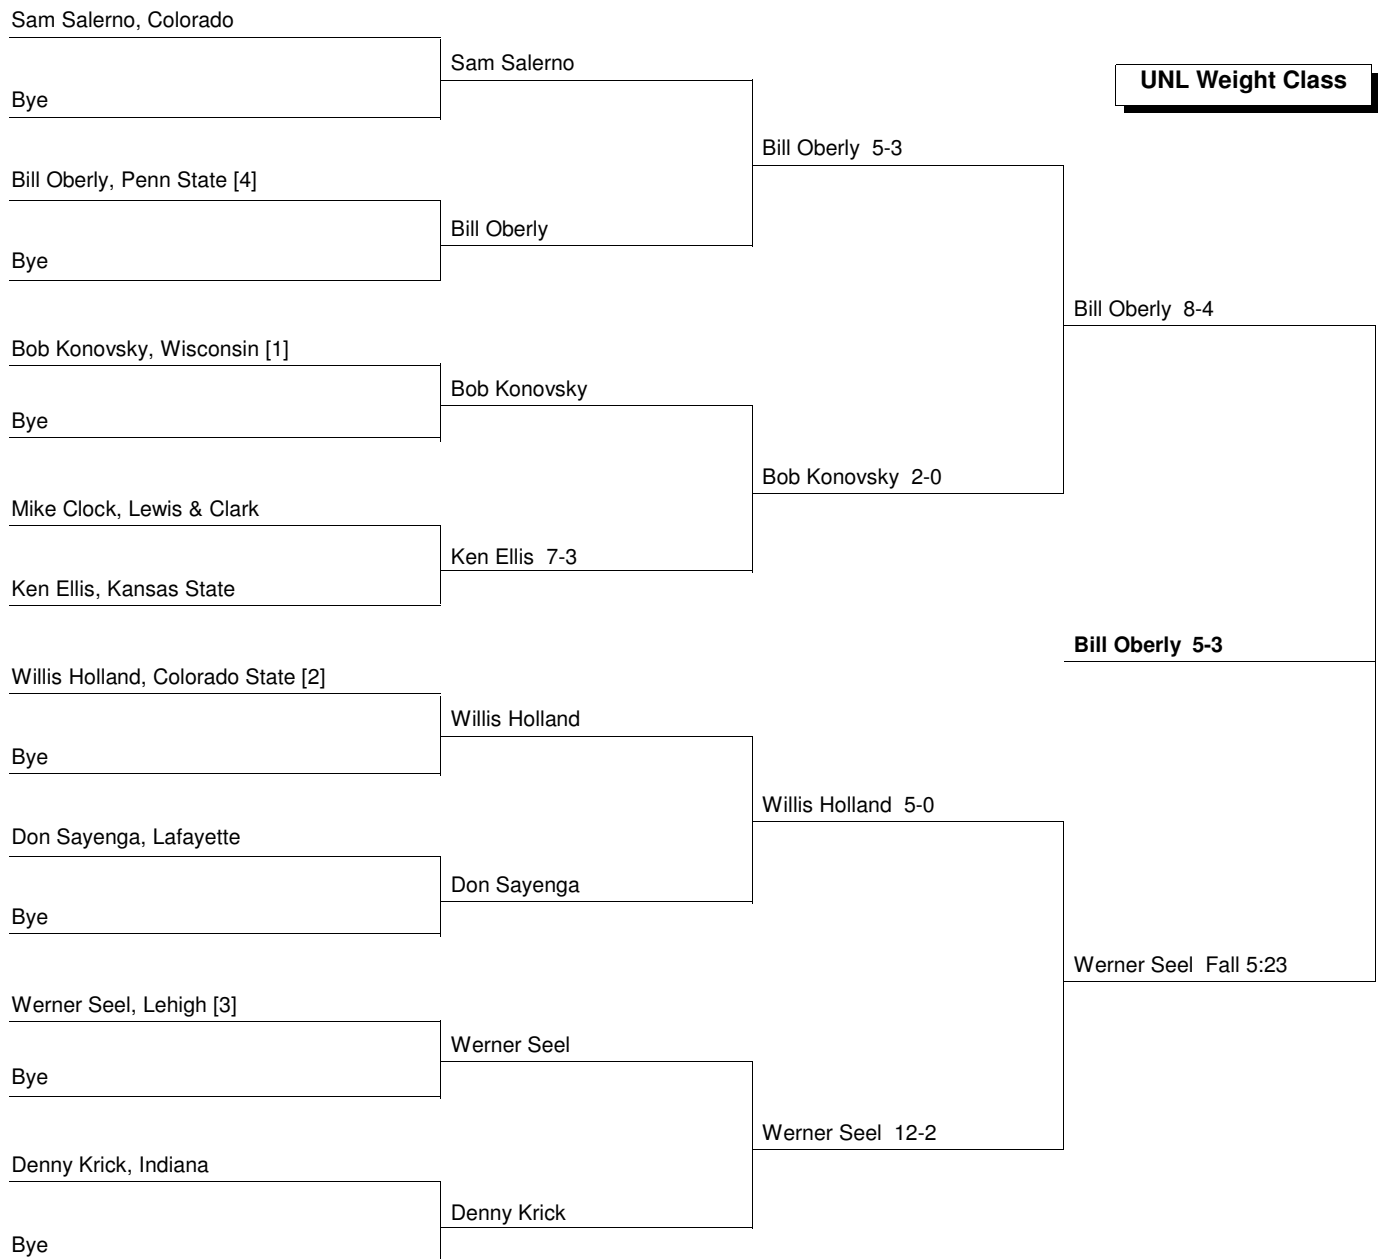 Sam Salerno, Colorado
Sam Salerno
UNL Weight Class
Bye
Bill Oberly  5-3
Bill Oberly, Penn State [4]
Bill Oberly
Bye
Bill Oberly  8-4
Bob Konovsky, Wisconsin [1]
Bob Konovsky
Bye
Bob Konovsky  2-0
Mike Clock, Lewis & Clark
Ken Ellis  7-3
Ken Ellis, Kansas State
Bill Oberly  5-3
Willis Holland, Colorado State [2]
Willis Holland
Bye
Willis Holland  5-0
Don Sayenga, Lafayette
Don Sayenga
Bye
Werner Seel  Fall 5:23
Werner Seel, Lehigh [3]
Werner Seel
Bye
Werner Seel  12-2
Denny Krick, Indiana
Denny Krick
Bye